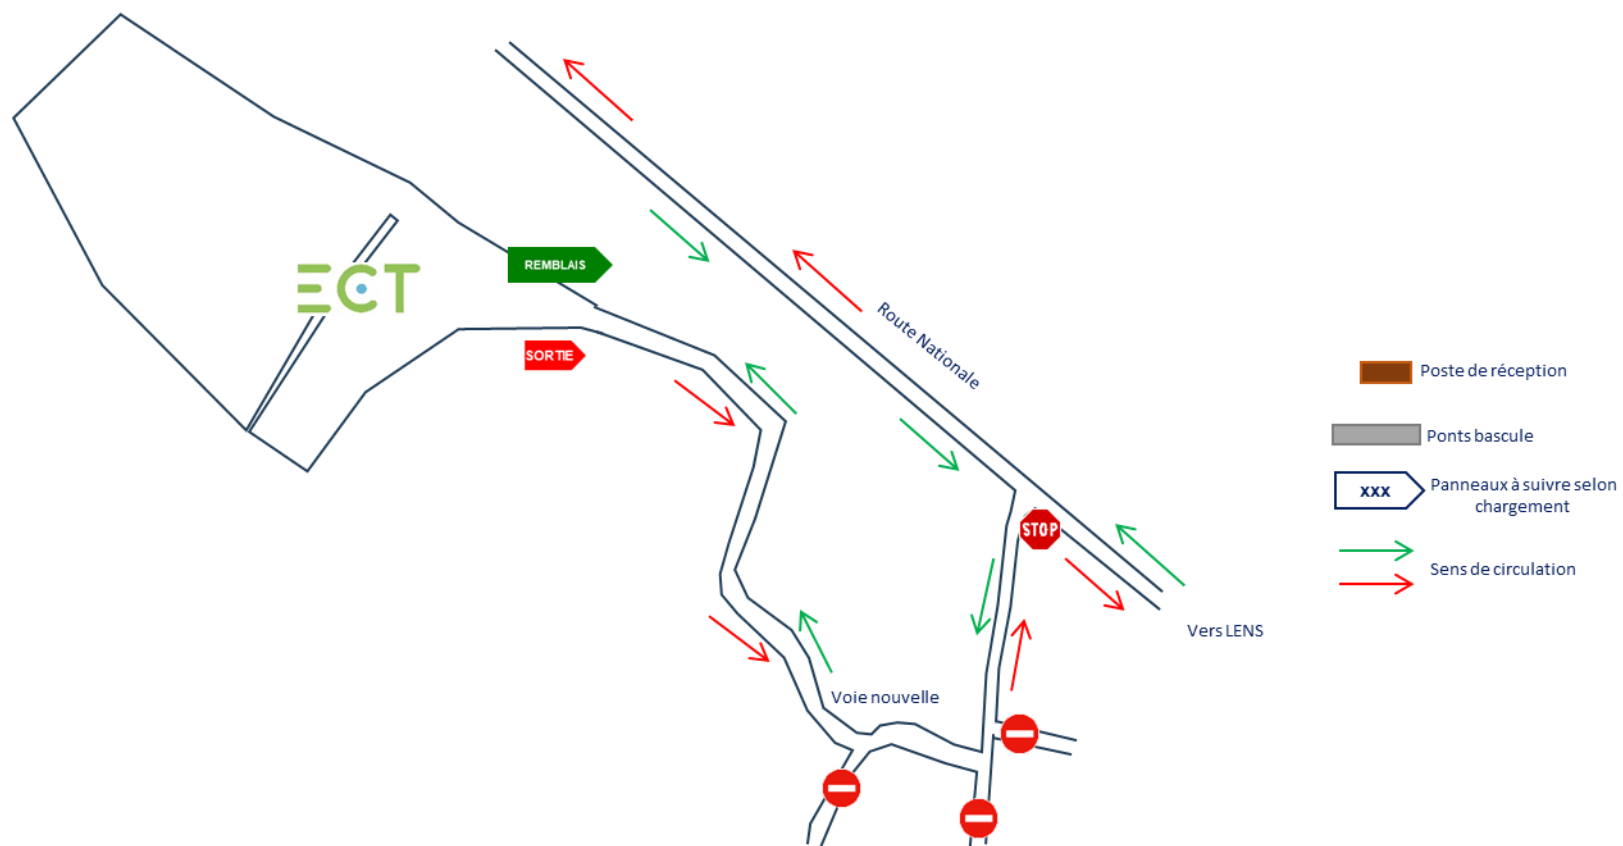 REMBLAIS
ECT
SORTIE
Route Nationale
STOP
Vers LENS
Voie nouvelle
Poste de réception
Ponts bascule
xxx
Panneaux à suivre selon
chargement
Sens de circulation